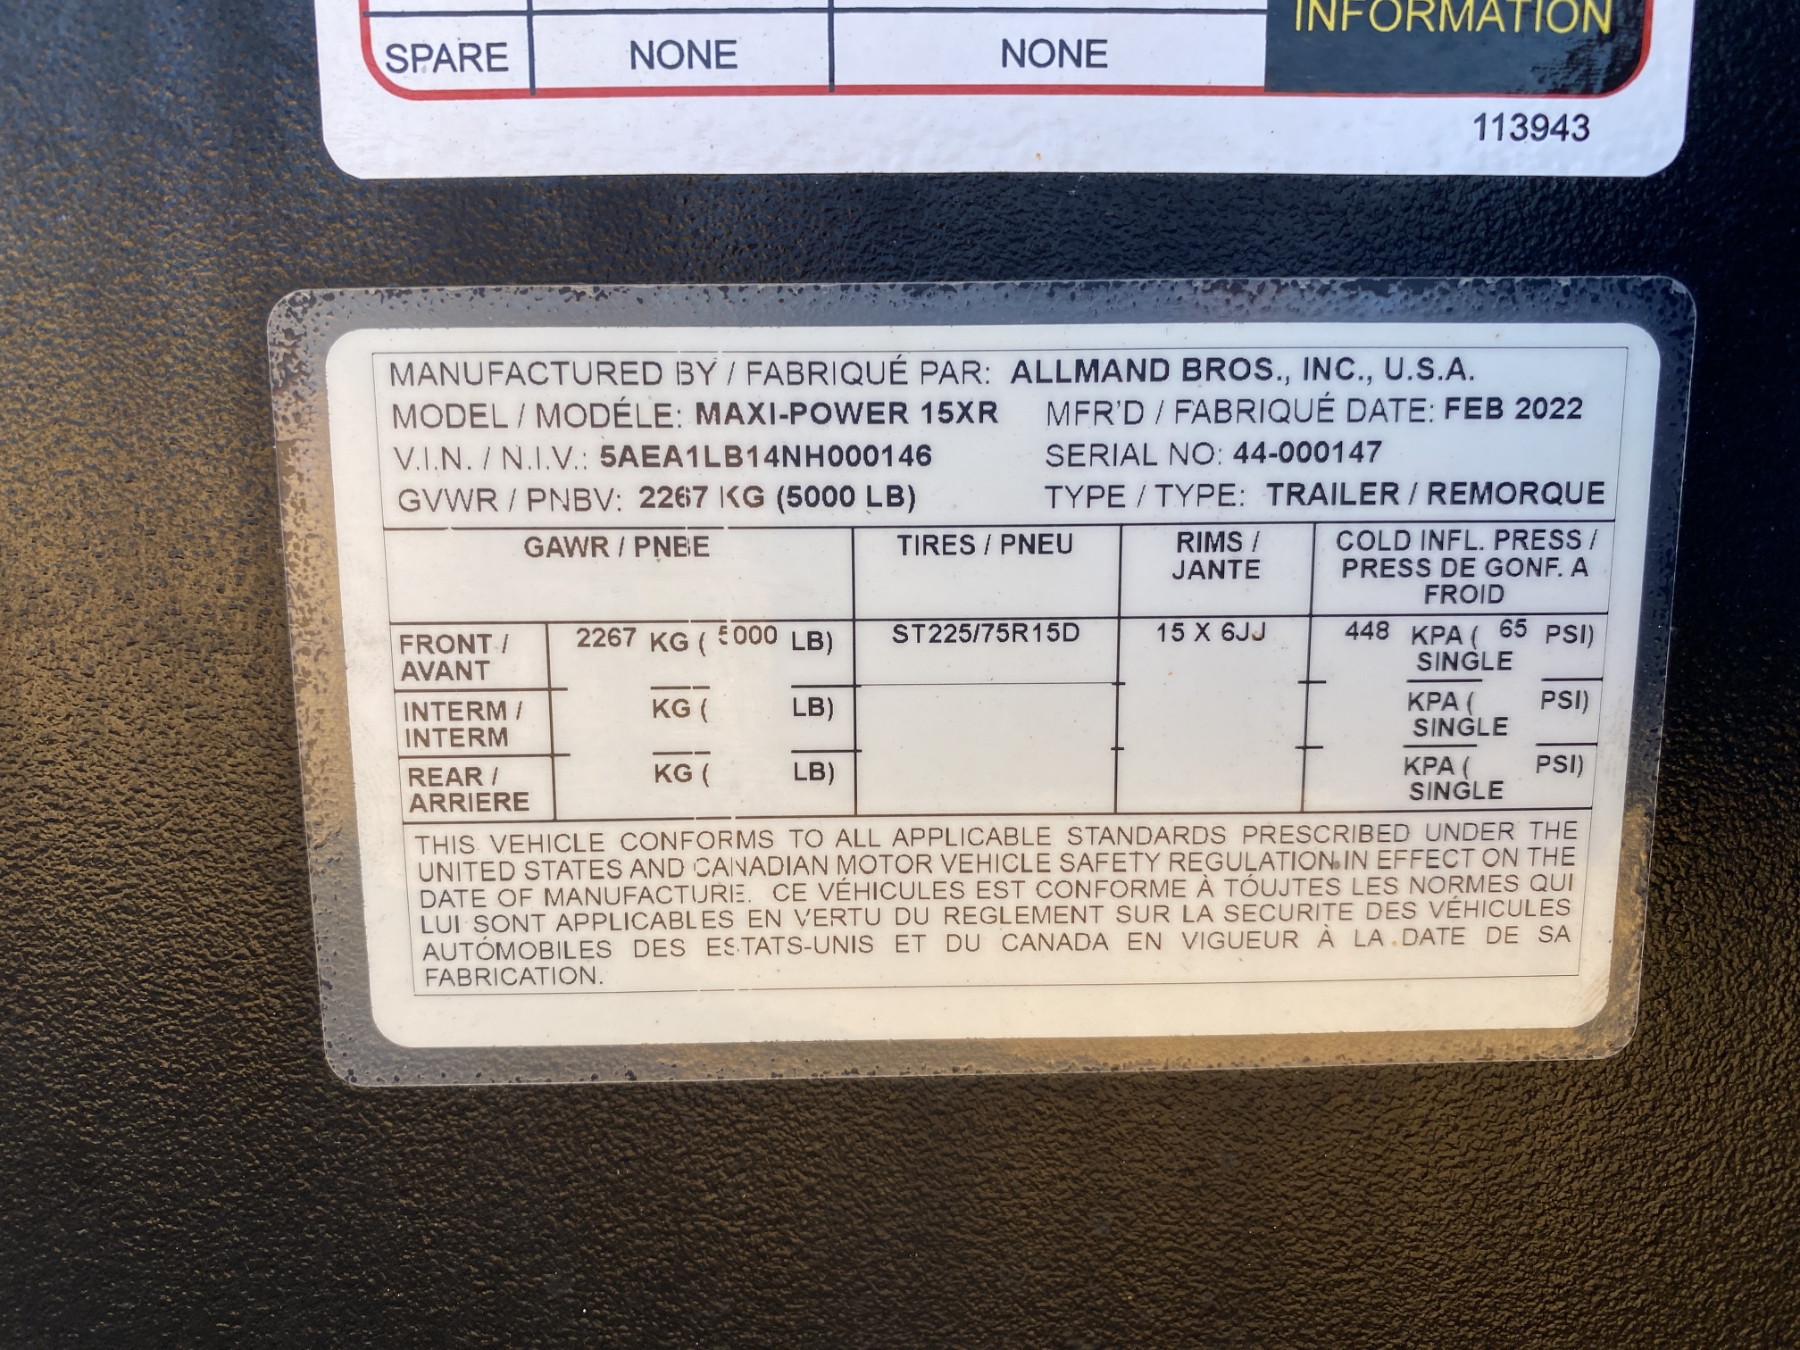 INFORMATION
SPARE NONE NONE
113943
MANUFACTURED BY / FABRIQUÉ PAR: ALLMAND BROS., INC., U.S.A.
MODEL / MODÉLE: MAXI-POWER 15XR MFR'D / FABRIQUÉ DATE: FEB 2022
V.I.N. / N.I.V.: 5AEA1LB14NH000146 SERIAL NO: 44-000147
GVWR / PNBV: 2267 KG (5000 LB) TYPE / TYPE: TRAILER / REMORQUE
GAWR / PNBE TIRES / PNEU RIMS / JANTE COLD INFL. PRESS / PRESS DE GONF. A FROID
FRONT / AVANT 2267 KG ( 5000 LB) ST225/75R15D 15 X 6JJ 448 KPA ( 65 PSI) SINGLE
INTERM / INTERM KG ( LB) KPA ( PSI) SINGLE
REAR / ARRIERE KG ( LB) KPA ( PSI) SINGLE
THIS VEHICLE CONFORMS TO ALL APPLICABLE STANDARDS PRESCRIBED UNDER THE
UNITED STATES AND CANADIAN MOTOR VEHICLE SAFETY REGULATION IN EFFECT ON THE
DATE OF MANUFACTURE. CE VÉHICULES EST CONFORME À TÓUJTES LES NORMES QUI
LUI SONT APPLICABLES EN VERTU DU REGLEMENT SUR LA SECURITE DES VÉHICULES
AUTÓMOBILES DES ESTATS-UNIS ET DU CANADA EN VIGUEUR À LA DATE DE SA
FABRICATION.